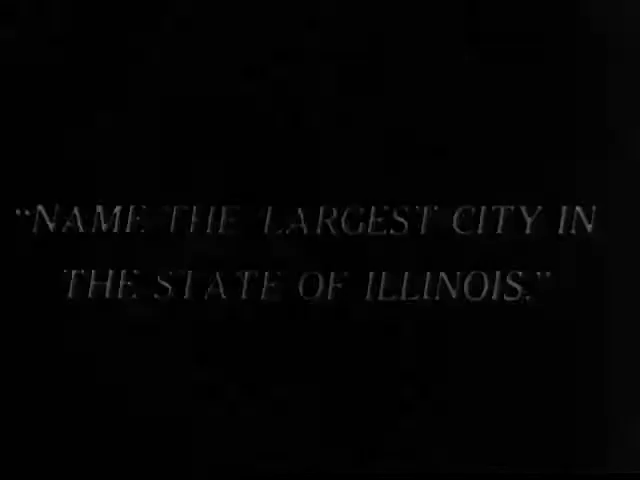 "NAME THE LARGEST CITY IN
THE STATE OF ILLINOIS."